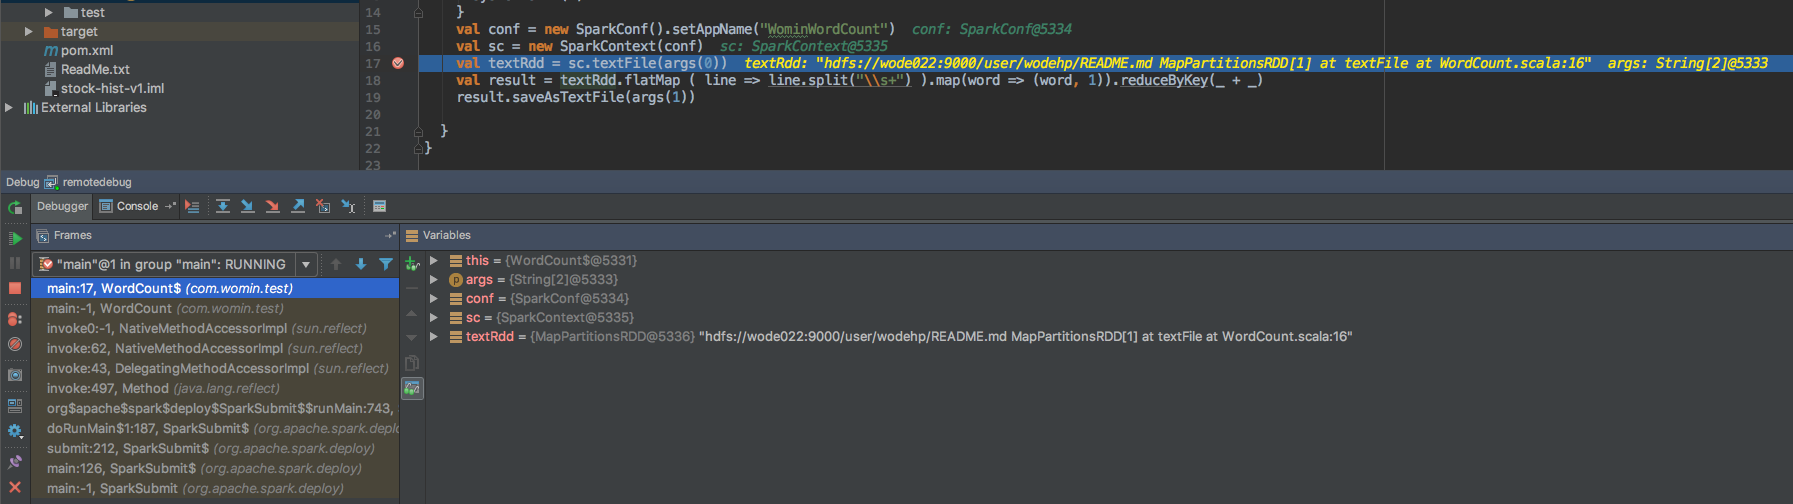 test
target
pom.xml
ReadMe.txt
stock-hist-v1.iml
External Libraries
14 }
15 val conf = new SparkConf().setAppName("WominWordCount") conf: SparkConf@5334
16 val sc = new SparkContext(conf) sc: SparkContext@5335
17 val textRdd = sc.textFile(args(0)) textRdd: "hdfs://wode022:9000/user/wodehp/README.md MapPartitionsRDD[1] at textFile at WordCount.scala:16" args: String[2]@5333
18 val result = textRdd.flatMap ( line => line.split("\\s+") ).map(word => (word, 1)).reduceByKey(_ + _)
19 result.saveAsTextFile(args(1))
20
21 }
22 }
23
Debug remotedebug
Debugger Console
Frames
Variables
"main"@1 in group "main": RUNNING
main:17, WordCount$ (com.womin.test)
main:-1, WordCount (com.womin.test)
invoke0:-1, NativeMethodAccessorImpl (sun.reflect)
invoke:62, NativeMethodAccessorImpl (sun.reflect)
invoke:43, DelegatingMethodAccessorImpl (sun.reflect)
invoke:497, Method (java.lang.reflect)
org$apache$spark$deploy$SparkSubmit$$runMain:743,
doRunMain$1:187, SparkSubmit$ (org.apache.spark.deplo
submit:212, SparkSubmit$ (org.apache.spark.deploy)
main:126, SparkSubmit$ (org.apache.spark.deploy)
main:-1, SparkSubmit (org.apache.spark.deploy)
this = {WordCount$@5331}
p args = {String[2]@5333}
conf = {SparkConf@5334}
sc = {SparkContext@5335}
textRdd = {MapPartitionsRDD@5336} "hdfs://wode022:9000/user/wodehp/README.md MapPartitionsRDD[1] at textFile at WordCount.scala:16"